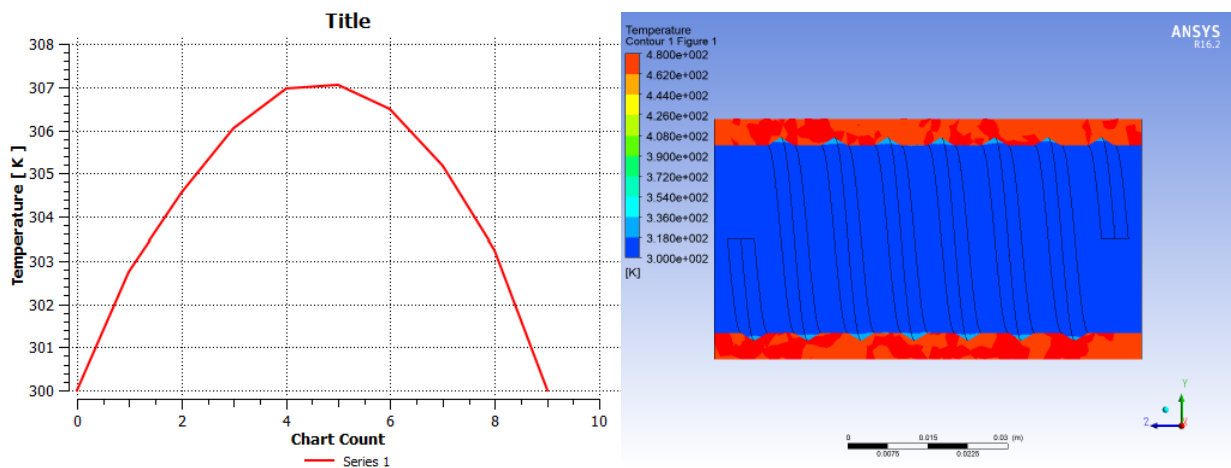 Title
308
307
306
305
304
303
302
301
300
Temperature [ K ]
0 2 4 6 8 10
Chart Count
Series 1
Temperature
Contour 1 Figure 1
4.800e+002
4.620e+002
4.440e+002
4.260e+002
4.080e+002
3.900e+002
3.720e+002
3.540e+002
3.360e+002
3.180e+002
3.000e+002
[K]
ANSYS
R16.2
Y
Z X
0 0.015 0.03 (m)
0.0075 0.0225